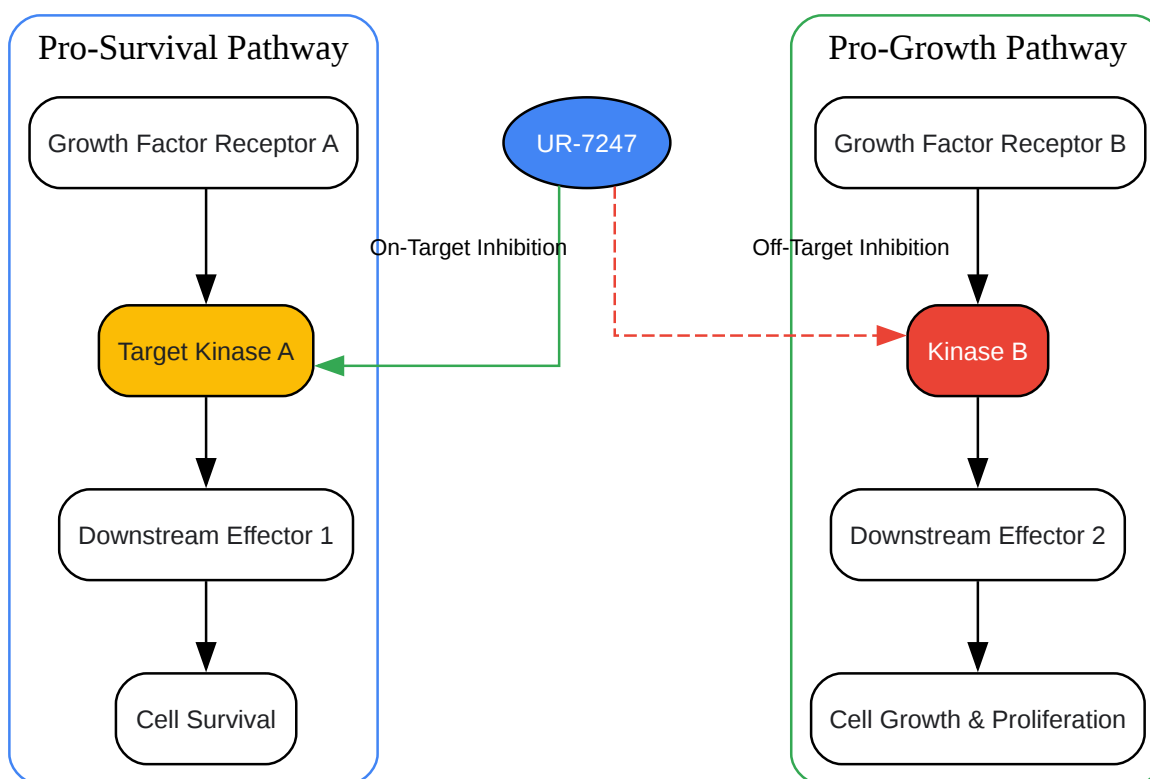 Pro-Survival Pathway
Pro-Growth Pathway
Growth Factor Receptor A
UR-7247
Growth Factor Receptor B
On-Target Inhibition
Off-Target Inhibition
Target Kinase A
Kinase B
Downstream Effector 1
Downstream Effector 2
Cell Survival
Cell Growth & Proliferation